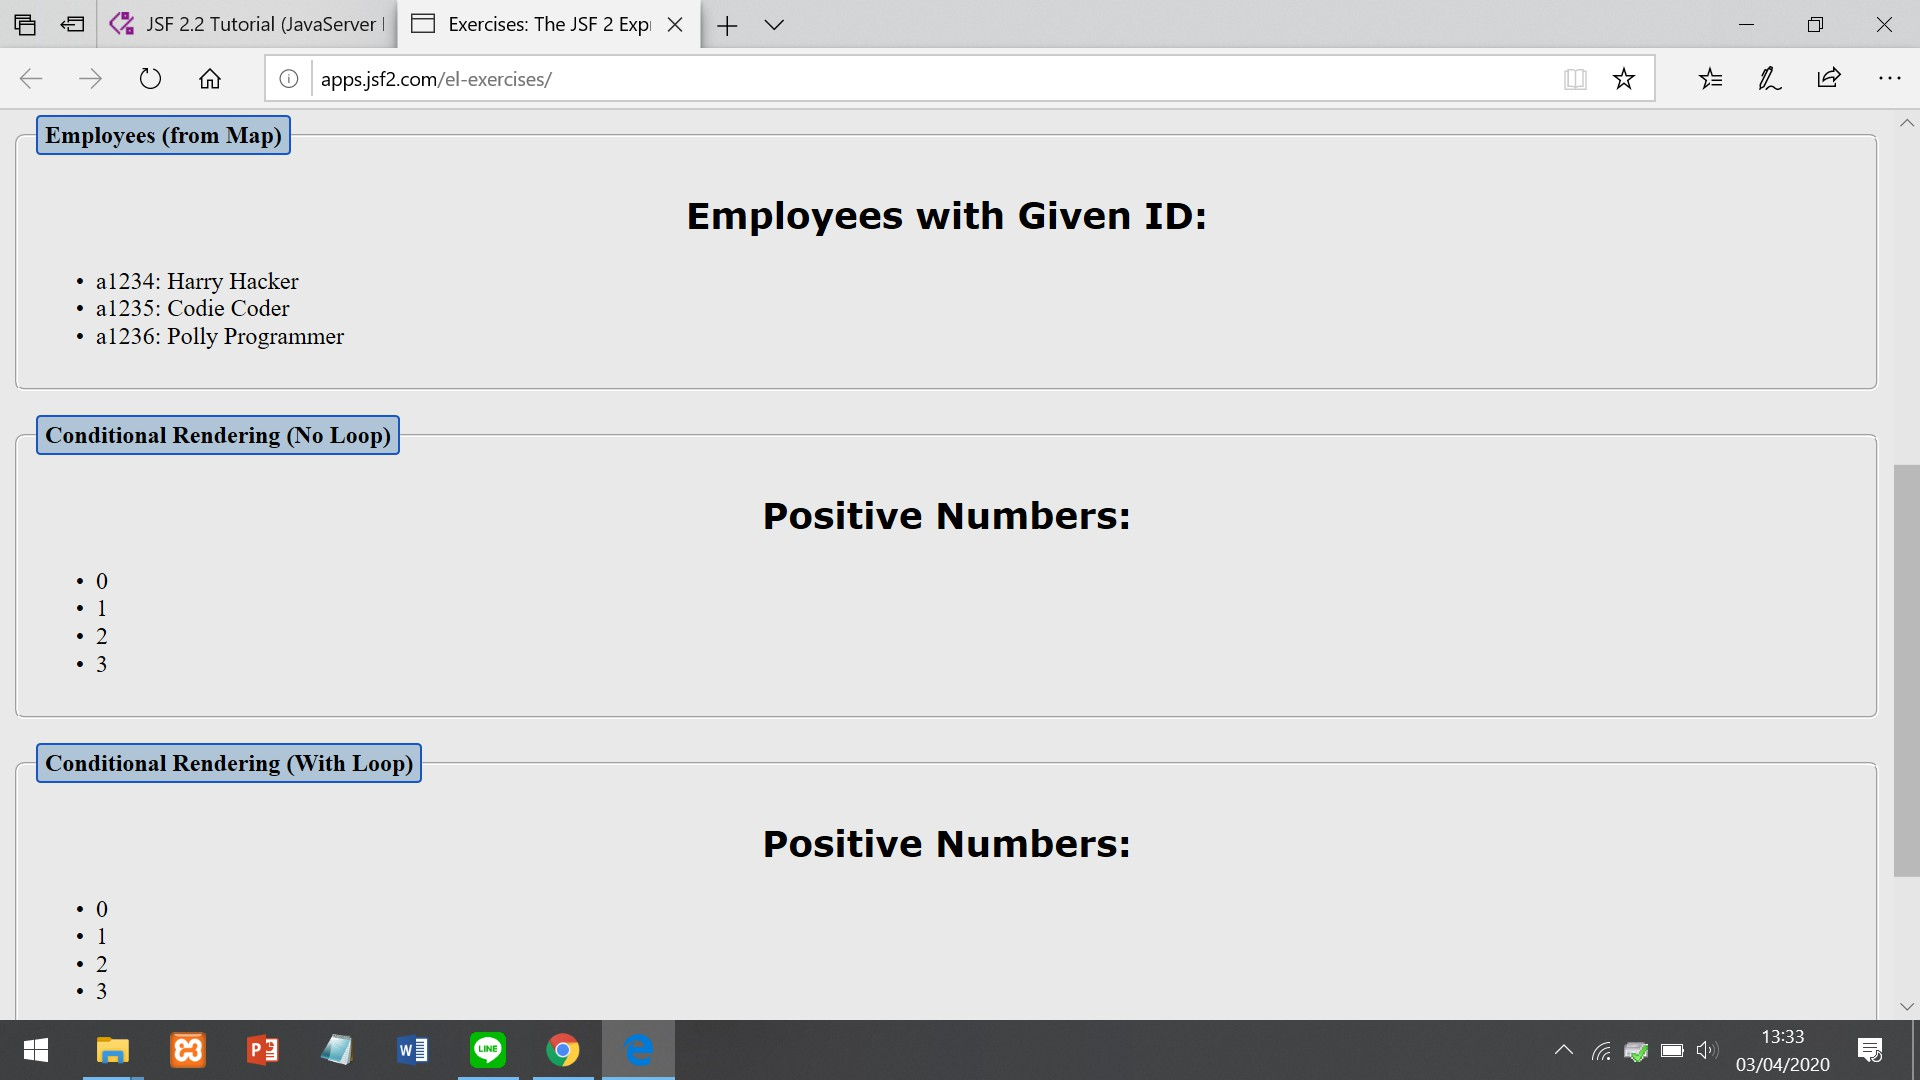 JSF 2.2 Tutorial (JavaServer
Exercises: The JSF 2 Exp
apps.jsf2.com/el-exercises/
Employees (from Map)
Employees with Given ID:
• a1234: Harry Hacker
• a1235: Codie Coder
• a1236: Polly Programmer
Conditional Rendering (No Loop)
Positive Numbers:
• 0
• 1
• 2
• 3
Conditional Rendering (With Loop)
Positive Numbers:
• 0
• 1
• 2
• 3
LINE
13:33
03/04/2020